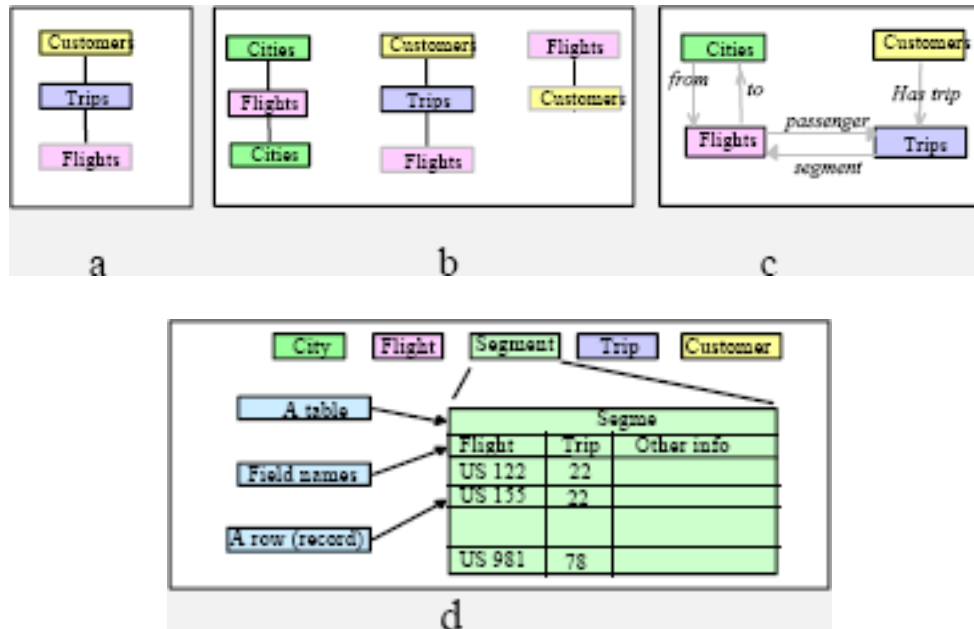 Customers
Trips
Flights
a
Cities
Flights
Cities
Customers
Trips
Flights
Flights
Customers
b
Cities
Customers
from
to
Has trip
passenger
Flights
Trips
segment
c
City Flight Segment Trip Customer
A table
Segme
Field names
Flight Trip Other info
US 122 22
US 155 22
A row (record)
US 981 78
d